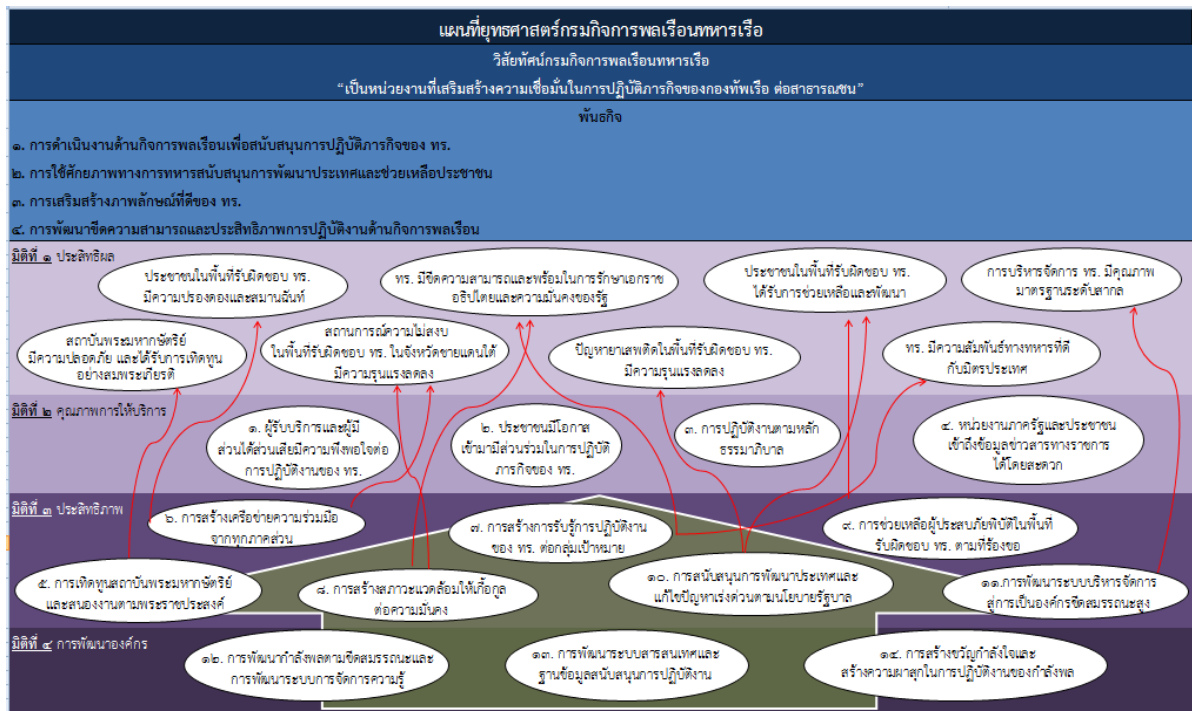 แผนที่ยุทธศาสตร์กรมกิจการพลเรือนทหารเรือ
วิสัยทัศน์กรมกิจการพลเรือนทหารเรือ
“เป็นหน่วยงานที่เสริมสร้างความเชื่อมั่นในการปฏิบัติภารกิจของกองทัพเรือ ต่อสาธารณชน”
พันธกิจ
๑. การดำเนินงานด้านกิจการพลเรือนเพื่อสนับสนุนการปฏิบัติภารกิจของ ทร.
๒. การใช้ศักยภาพทางการทหารสนับสนุนการพัฒนาประเทศและช่วยเหลือประชาชน
๓. การเสริมสร้างภาพลักษณ์ที่ดีของ ทร.
๔. การพัฒนาขีดความสามารถและประสิทธิภาพการปฏิบัติงานด้านกิจการพลเรือน
มิติที่ ๑ ประสิทธิผล
ประชาชนในพื้นที่รับผิดชอบ ทร.
มีความปรองดองและสมานฉันท์
ทร. มีขีดความสามารถและพร้อมในการรักษาเอกราช
อธิปไตยและความมั่นคงของรัฐ
ประชาชนในพื้นที่รับผิดชอบ ทร.
ได้รับการช่วยเหลือและพัฒนา
การบริหารจัดการ ทร. มีคุณภาพ
มาตรฐานระดับสากล
สถาบันพระมหากษัตริย์
มีความปลอดภัย และได้รับการเทิดทูน
อย่างสมพระเกียรติ
สถานการณ์ความไม่สงบ
ในพื้นที่รับผิดชอบ ทร. ในจังหวัดชายแดนใต้
มีความรุนแรงลดลง
ปัญหายาเสพติดในพื้นที่รับผิดชอบ ทร.
มีความรุนแรงลดลง
ทร. มีความสัมพันธ์ทางทหารที่ดี
กับมิตรประเทศ
มิติที่ ๒ คุณภาพการให้บริการ
๑. ผู้รับบริการและผู้มี
ส่วนได้ส่วนเสียมีความพึงพอใจต่อ
การปฏิบัติงานของ ทร.
๒. ประชาชนมีโอกาส
เข้ามามีส่วนร่วมในการปฏิบัติ
ภารกิจของ ทร.
๓. การปฏิบัติงานตามหลัก
ธรรมาภิบาล
๔. หน่วยงานภาครัฐและประชาชน
เข้าถึงข้อมูลข่าวสารทางราชการ
ได้โดยสะดวก
มิติที่ ๓ ประสิทธิภาพ
๖. การสร้างเครือข่ายความร่วมมือ
จากทุกภาคส่วน
๗. การสร้างการรับรู้การปฏิบัติงาน
ของ ทร. ต่อกลุ่มเป้าหมาย
๙. การช่วยเหลือผู้ประสบภัยพิบัติในพื้นที่
รับผิดชอบ ทร. ตามที่ร้องขอ
๕. การเทิดทูนสถาบันพระมหากษัตริย์
และสนองงานตามพระราชประสงค์
๘. การสร้างสภาวะแวดล้อมให้เกื้อกูล
ต่อความมั่นคง
๑๐. การสนับสนุนการพัฒนาประเทศและ
แก้ไขปัญหาเร่งด่วนตามนโยบายรัฐบาล
๑๑.การพัฒนาระบบบริหารจัดการ
สู่การเป็นองค์กรขีดสมรรถนะสูง
มิติที่ ๔ การพัฒนาองค์กร
๑๒. การพัฒนากำลังพลตามขีดสมรรถนะและ
การพัฒนาระบบการจัดการความรู้
๑๓. การพัฒนาระบบสารสนเทศและ
ฐานข้อมูลสนับสนุนการปฏิบัติงาน
๑๔. การสร้างขวัญกำลังใจและ
สร้างความผาสุกในการปฏิบัติงานของกำลังพล